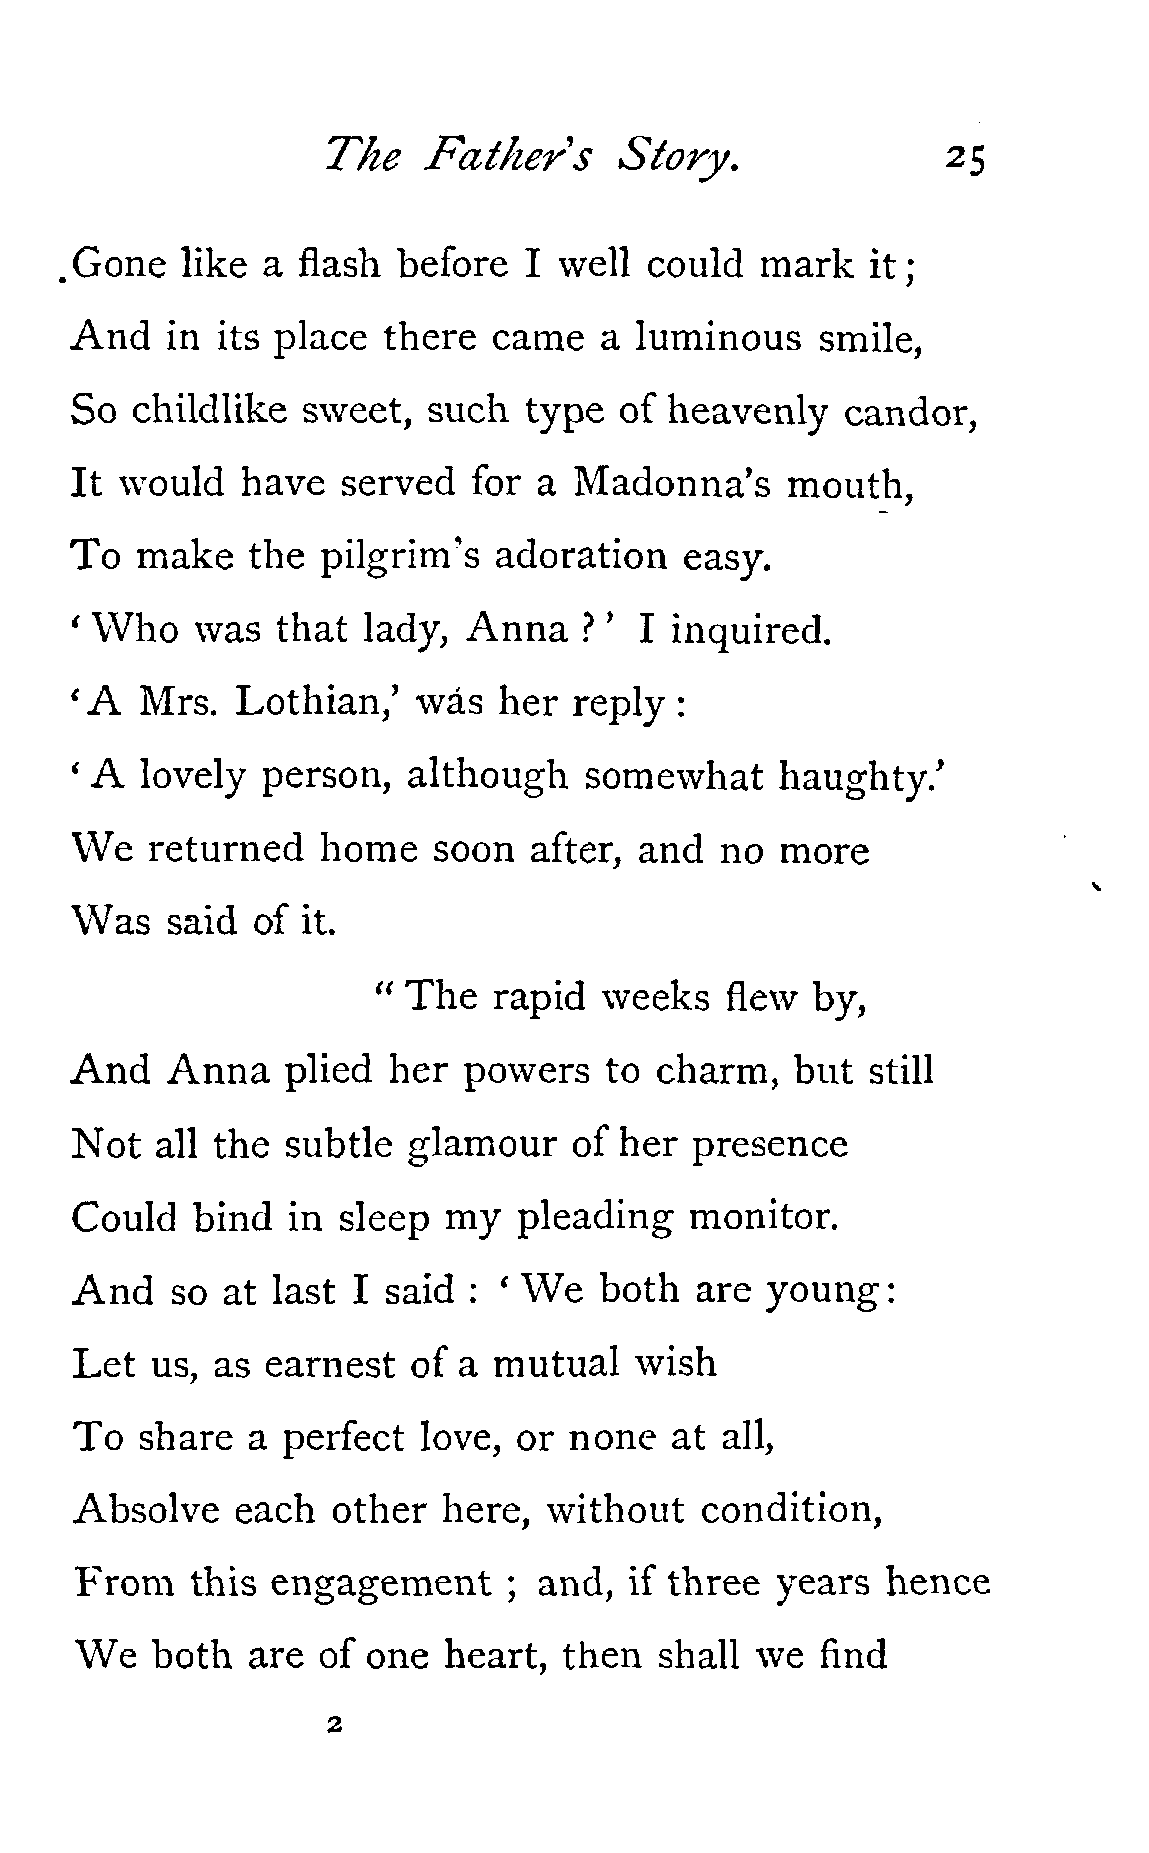 The Father's Story. 25
Gone like a flash before I well could mark it;
And in its place there came a luminous smile,
So childlike sweet, such type of heavenly candor,
It would have served for a Madonna's mouth,
To make the pilgrim's adoration easy.
‘Who was that lady, Anna?’ I inquired.
‘A Mrs. Lothian,’ was her reply:
‘A lovely person, although somewhat haughty.’
We returned home soon after, and no more
Was said of it.
“The rapid weeks flew by,
And Anna plied her powers to charm, but still
Not all the subtle glamour of her presence
Could bind in sleep my pleading monitor.
And so at last I said: ‘We both are young:
Let us, as earnest of a mutual wish
To share a perfect love, or none at all,
Absolve each other here, without condition,
From this engagement; and, if three years hence
We both are of one heart, then shall we find
2